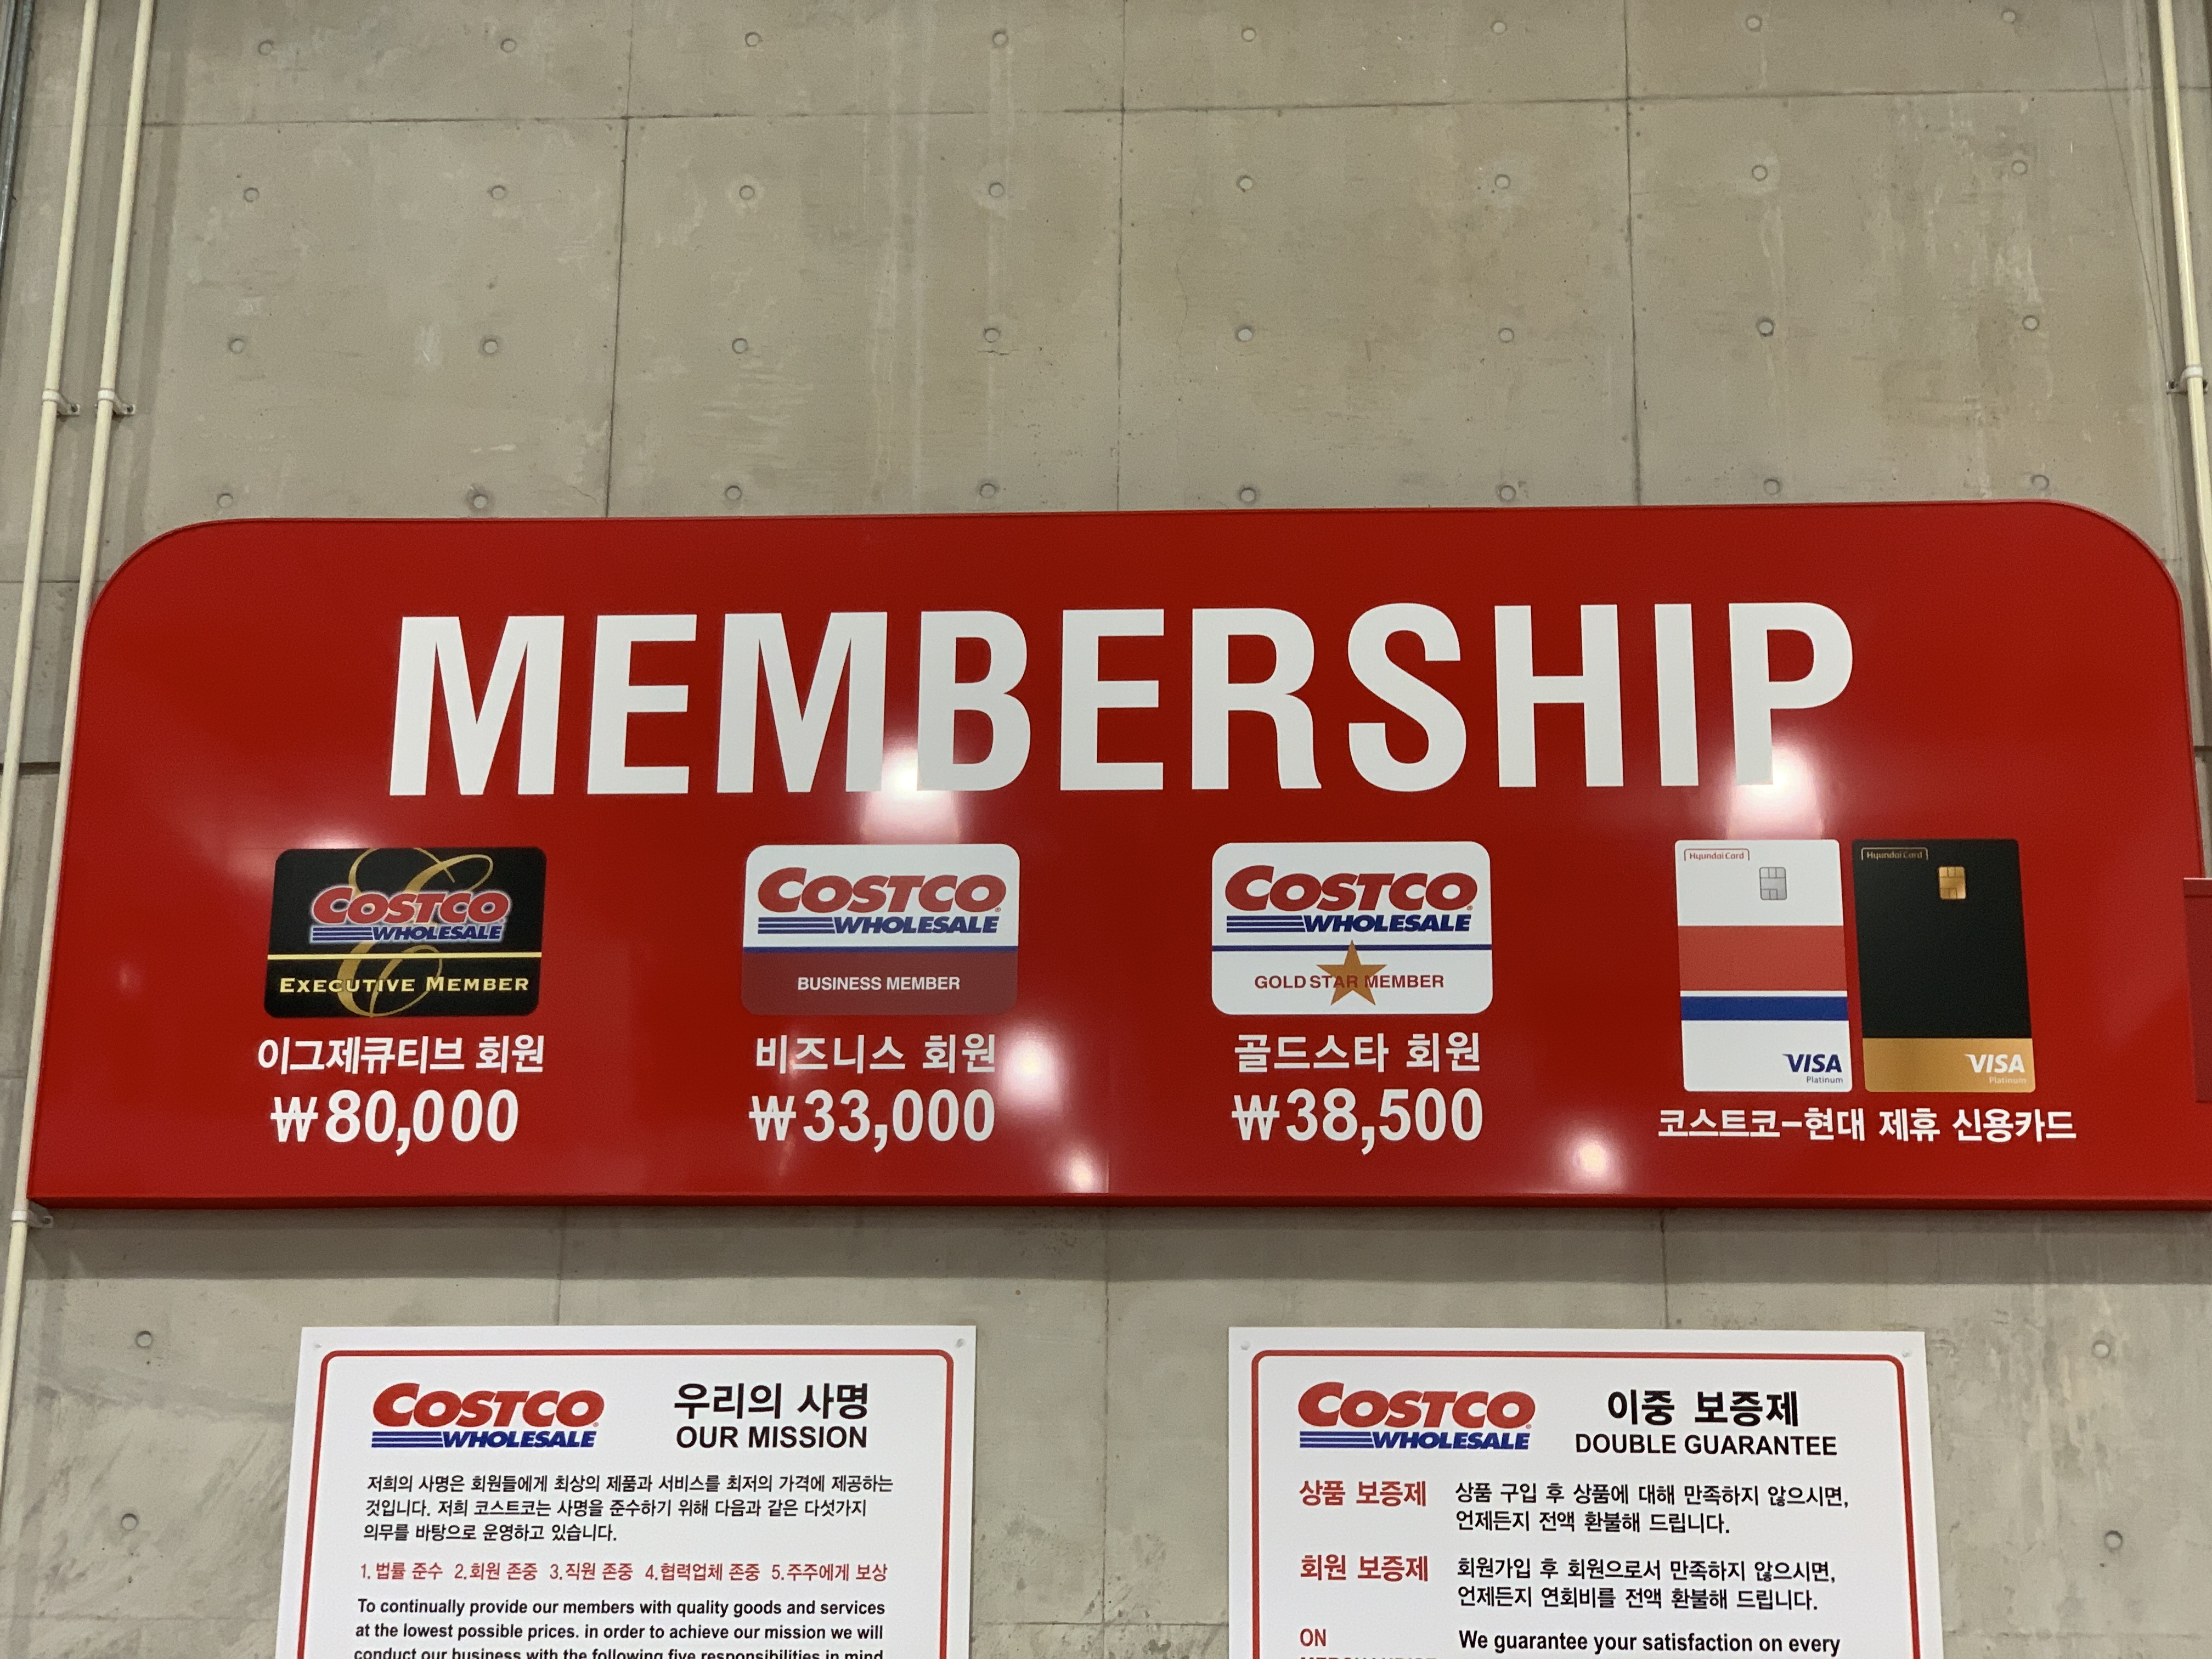 MEMBERSHIP
COSTCO
WHOLESALE
EXECUTIVE MEMBER
이그제큐티브 회원
₩80,000
COSTCO
WHOLESALE
BUSINESS MEMBER
비즈니스 회원
₩33,000
COSTCO
WHOLESALE
GOLD STAR MEMBER
골드스타 회원
₩38,500
HyundaiCard
VISA
Platinum
HyundaiCard
VISA
Platinum
코스트코-현대 제휴 신용카드
COSTCO
WHOLESALE
우리의 사명
OUR MISSION
저희의 사명은 회원들에게 최상의 제품과 서비스를 최저의 가격에 제공하는
것입니다. 저희 코스트코는 사명을 준수하기 위해 다음과 같은 다섯가지
의무를 바탕으로 운영하고 있습니다.
1.법률 준수 2.회원 존중 3.직원 존중 4.협력업체 존중 5.주주에게 보상
To continually provide our members with quality goods and services
at the lowest possible prices. in order to achieve our mission we will
conduct our business with the following five responsibilities in mind
COSTCO
WHOLESALE
이중 보증제
DOUBLE GUARANTEE
상품 보증제
상품 구입 후 상품에 대해 만족하지 않으시면,
언제든지 전액 환불해 드립니다.
회원 보증제
회원가입 후 회원으로서 만족하지 않으시면,
언제든지 연회비를 전액 환불해 드립니다.
ON
We guarantee your satisfaction on every